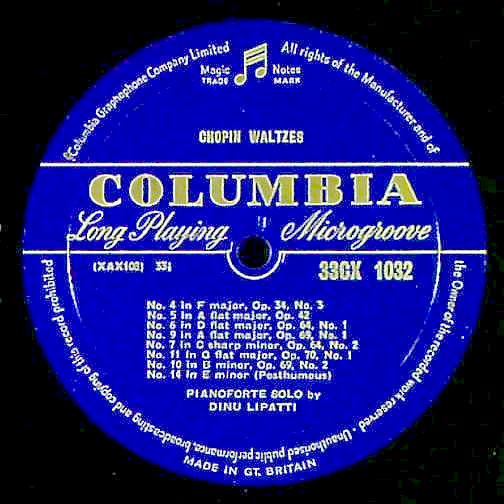 Columbia Graphophone Company Limited
All rights of the Manufacturer and of
the Owner of the recorded work reserved · Unauthorised public performance, broadcasting and copying of this record prohibited
Magic Notes
TRADE MARK
CHOPIN WALTZES
COLUMBIA
Long Playing Microgroove
33⅓
33CX 1032
No. 4 in F major, Op. 34, No. 3
No. 5 in A flat major, Op. 42
No. 6 in D flat major, Op. 64, No. 1
No. 9 in A flat major, Op. 69, No. 1
No. 7 in C sharp minor, Op. 64, No. 2
No. 11 in G flat major, Op. 70, No. 1
No. 10 in B minor, Op. 69, No. 2
No. 14 in E minor (Posthumous)
PIANOFORTE SOLO by
DINU LIPATTI
MADE IN GT. BRITAIN